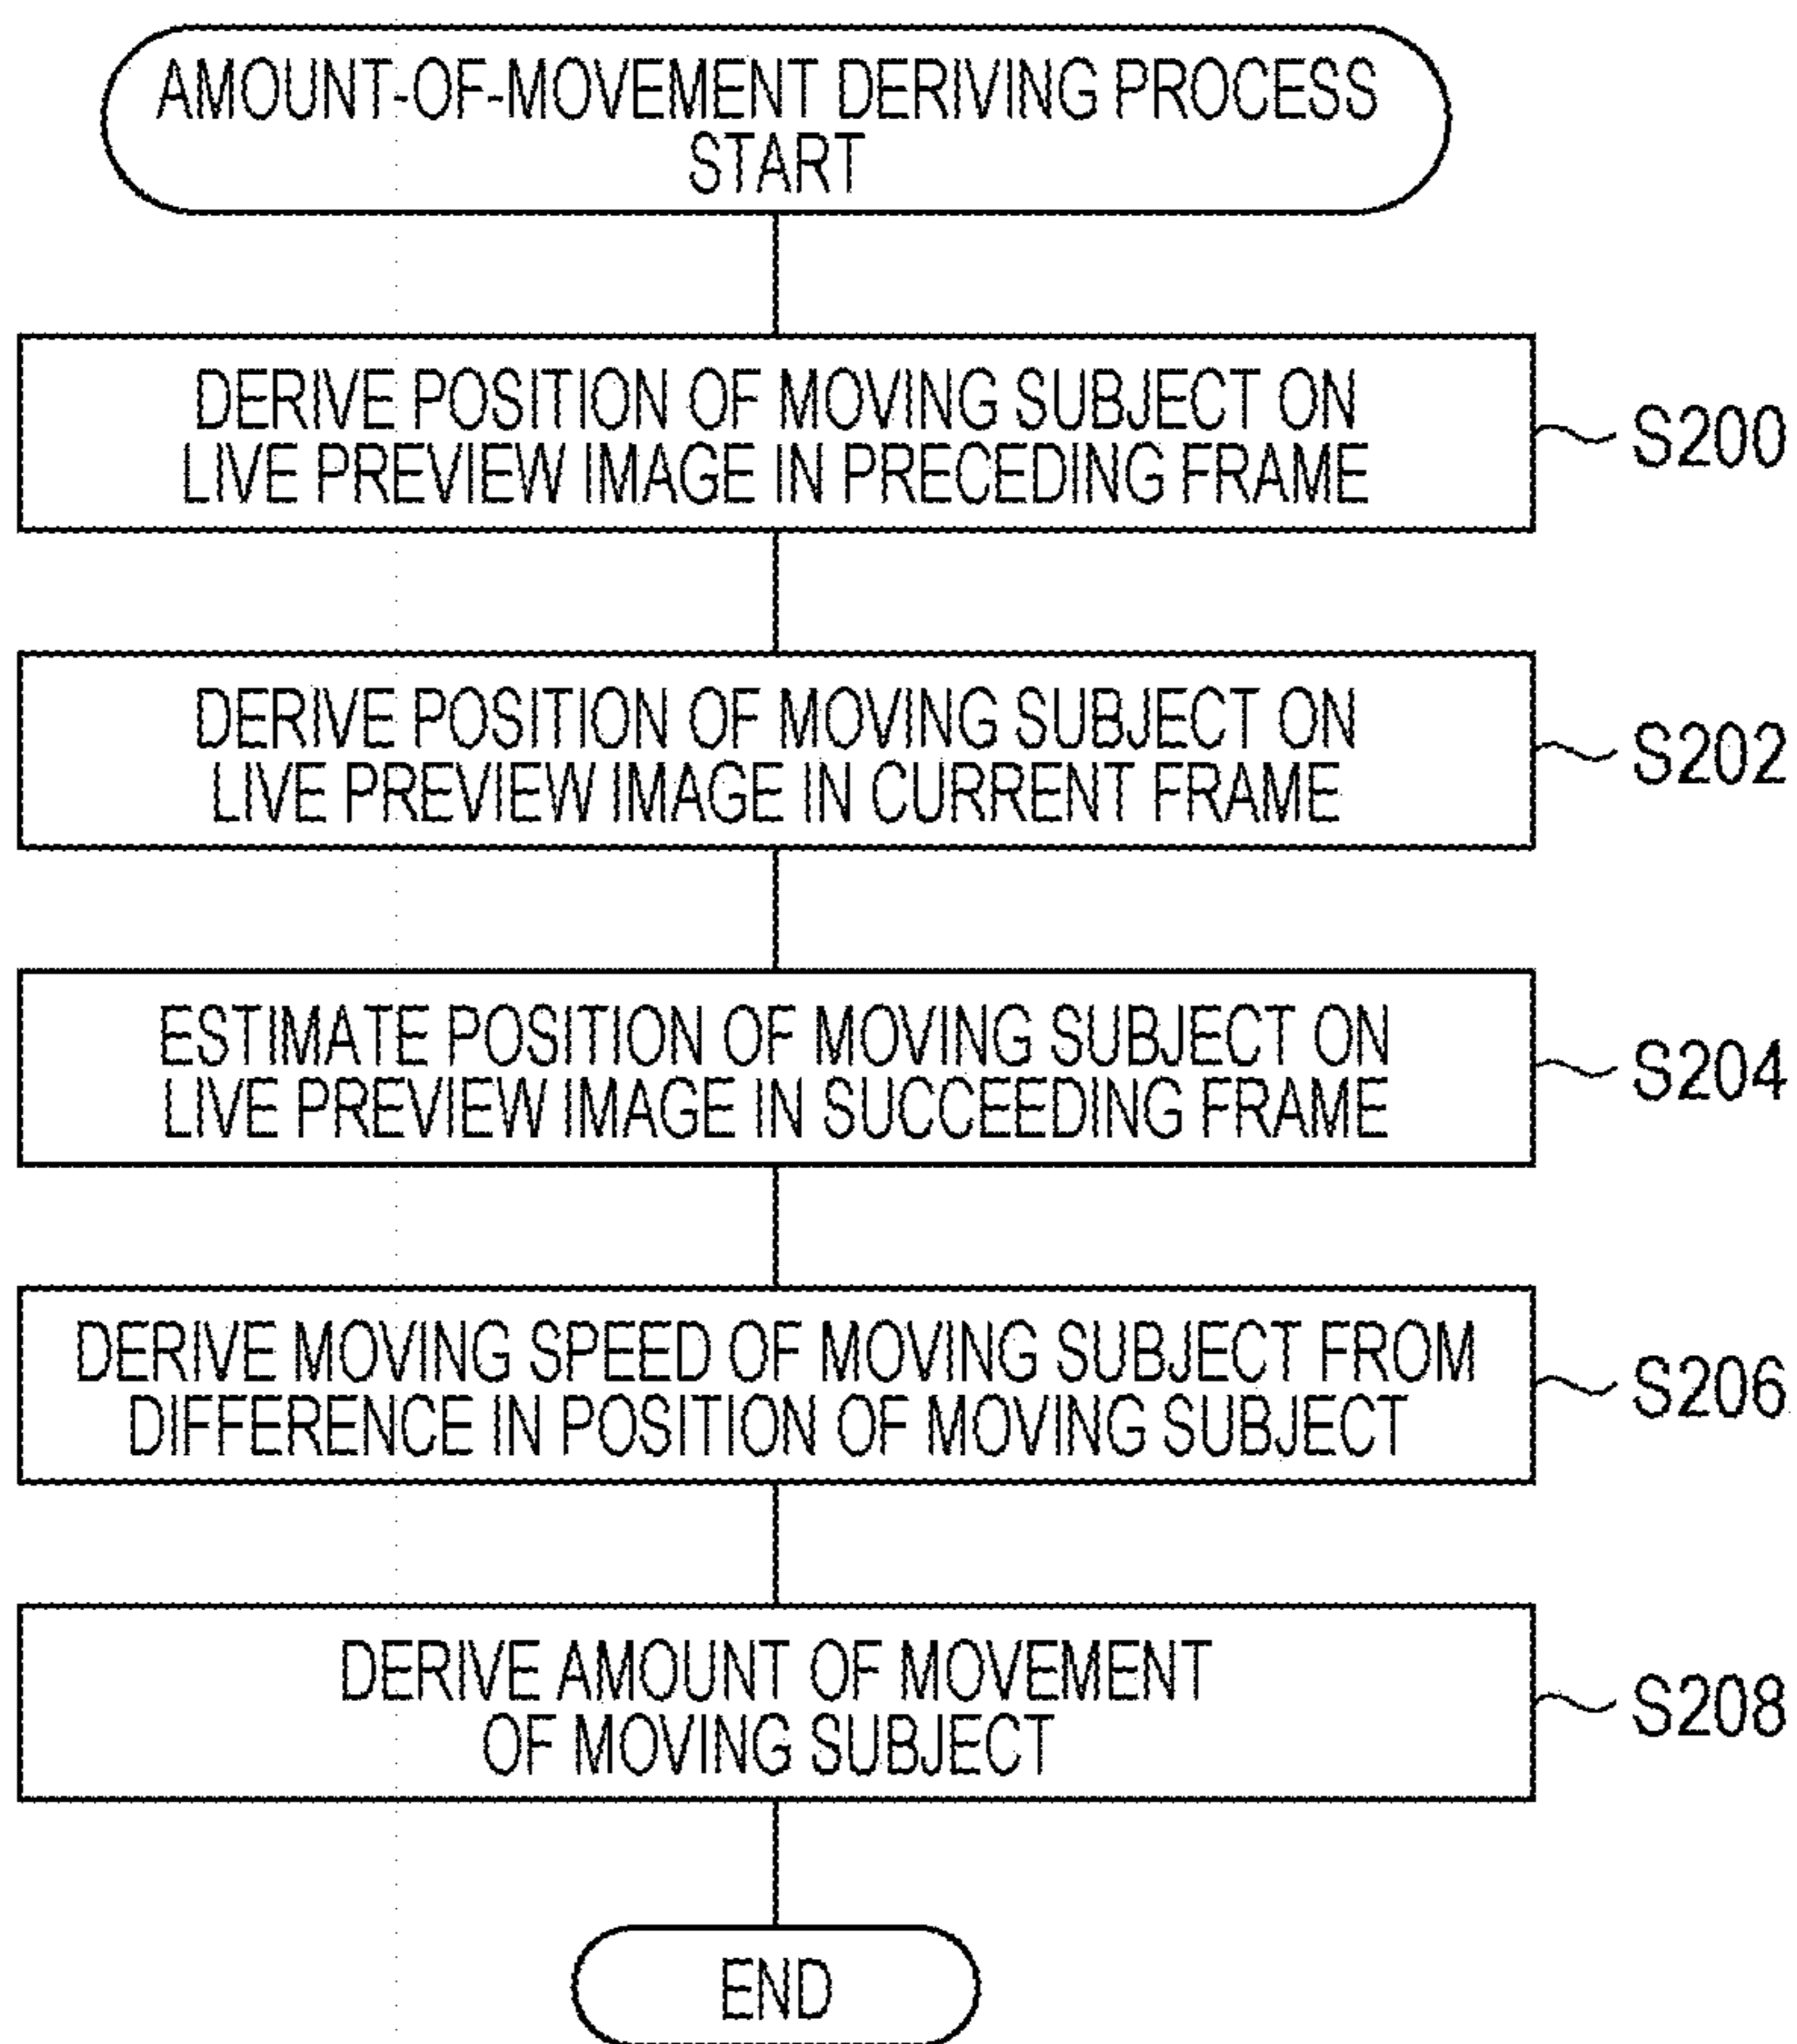 AMOUNT-OF-MOVEMENT DERIVING PROCESS
START
DERIVE POSITION OF MOVING SUBJECT ON
LIVE PREVIEW IMAGE IN PRECEDING FRAME
S200
DERIVE POSITION OF MOVING SUBJECT ON
LIVE PREVIEW IMAGE IN CURRENT FRAME
S202
ESTIMATE POSITION OF MOVING SUBJECT ON
LIVE PREVIEW IMAGE IN SUCCEEDING FRAME
S204
DERIVE MOVING SPEED OF MOVING SUBJECT FROM
DIFFERENCE IN POSITION OF MOVING SUBJECT
S206
DERIVE AMOUNT OF MOVEMENT
OF MOVING SUBJECT
S208
END